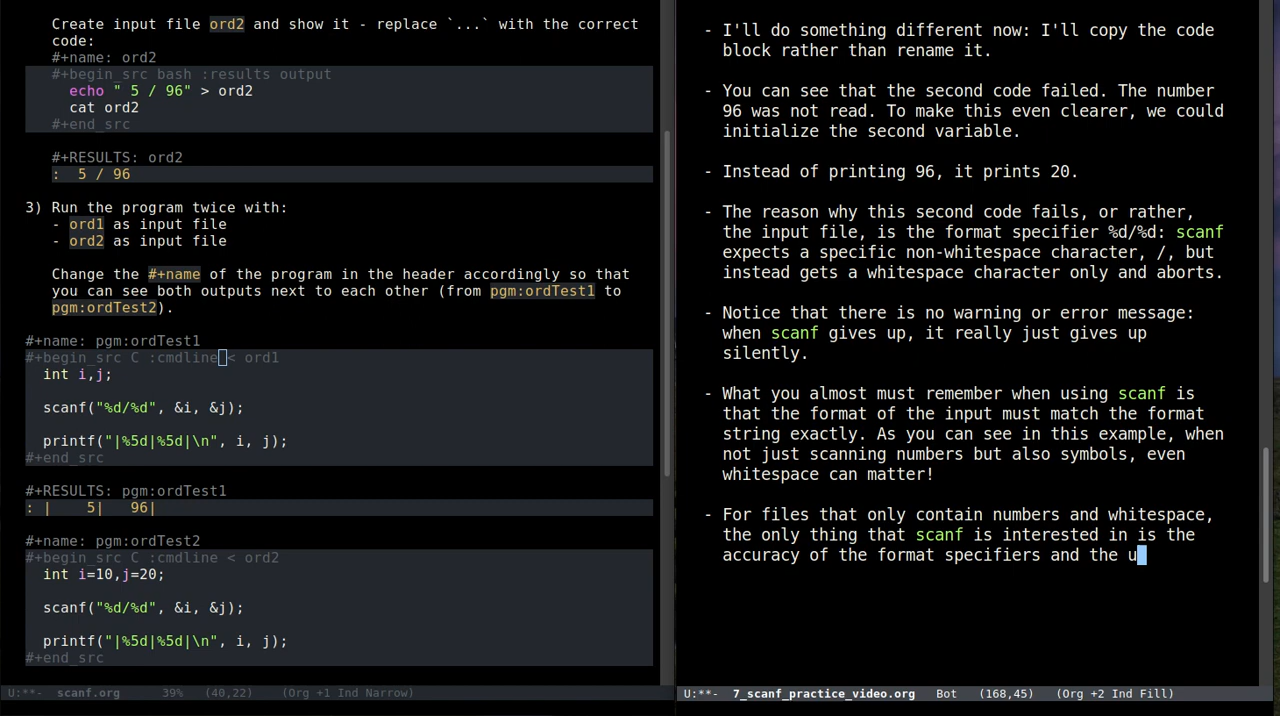 Create input file ord2 and show it - replace `...` with the correct
code:
#+name: ord2
#+begin_src bash :results output
echo " 5 / 96" > ord2
cat ord2
#+end_src
#+RESULTS: ord2
:  5 / 96
3) Run the program twice with:
- ord1 as input file
- ord2 as input file
Change the #+name of the program in the header accordingly so that
you can see both outputs next to each other (from pgm:ordTest1 to
pgm:ordTest2).
#+name: pgm:ordTest1
#+begin_src C :cmdline < ord1
int i,j;
scanf("%d/%d", &i, &j);
printf("|%5d|%5d|\n", i, j);
#+end_src
#+RESULTS: pgm:ordTest1
: |    5|   96|
#+name: pgm:ordTest2
#+begin_src C :cmdline < ord2
int i=10,j=20;
scanf("%d/%d", &i, &j);
printf("|%5d|%5d|\n", i, j);
#+end_src
U:**-  scanf.org     39%   (40,22)    (Org +1 Ind Narrow)
- I'll do something different now: I'll copy the code
block rather than rename it.
- You can see that the second code failed. The number
96 was not read. To make this even clearer, we could
initialize the second variable.
- Instead of printing 96, it prints 20.
- The reason why this second code fails, or rather,
the input file, is the format specifier %d/%d: scanf
expects a specific non-whitespace character, /, but
instead gets a whitespace character only and aborts.
- Notice that there is no warning or error message:
when scanf gives up, it really just gives up
silently.
- What you almost must remember when using scanf is
that the format of the input must match the format
string exactly. As you can see in this example, when
not just scanning numbers but also symbols, even
whitespace can matter!
- For files that only contain numbers and whitespace,
the only thing that scanf is interested in is the
accuracy of the format specifiers and the u
U:**-  7_scanf_practice_video.org   Bot   (168,45)   (Org +2 Ind Fill)